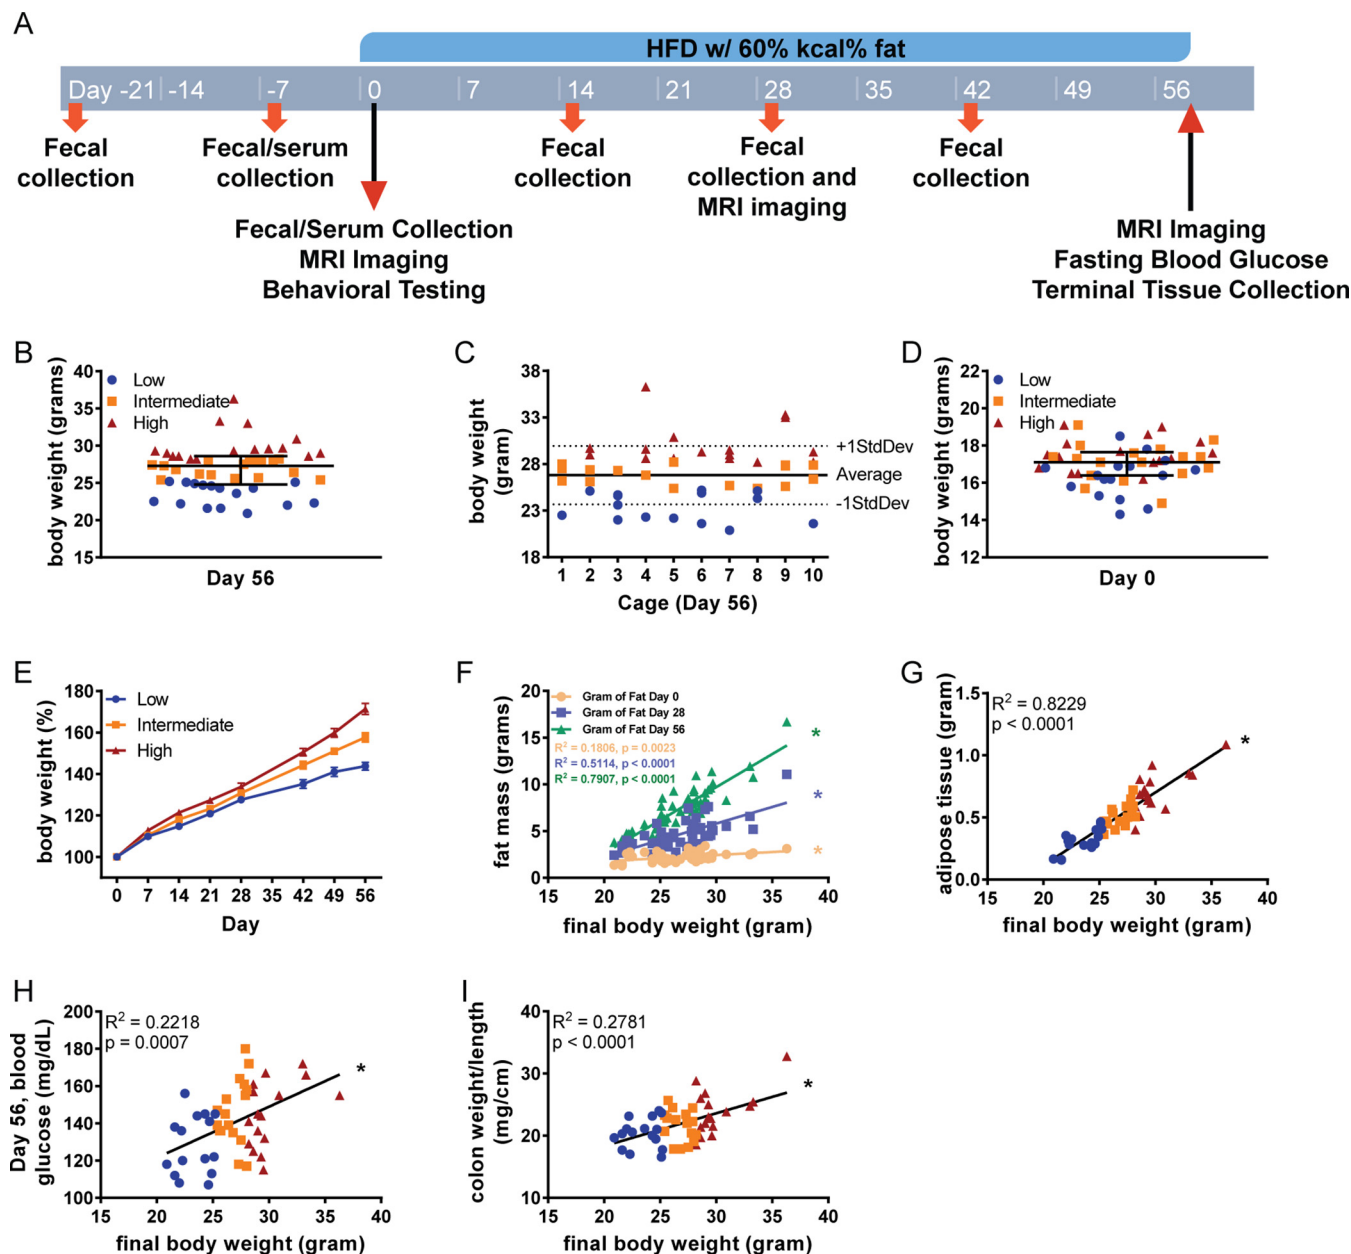 A
HFD w/ 60% kcal% fat
Day -21 -14 -7 0 7 14 21 28 35 42 49 56
Fecal
collection
Fecal/serum
collection
Fecal
collection
Fecal
collection and
MRI imaging
Fecal
collection
Fecal/Serum Collection
MRI Imaging
Behavioral Testing
MRI Imaging
Fasting Blood Glucose
Terminal Tissue Collection
B
body weight (grams)
40
35
30
25
20
15
Low
Intermediate
High
Day 56
C
body weight
(gram)
38
33
28
23
18
+1StdDev
Average
-1StdDev
1 2 3 4 5 6 7 8 9 10
Cage (Day 56)
D
body weight (grams)
22
20
18
16
14
12
Low
Intermediate
High
Day 0
E
body weight (%)
180
160
140
120
100
Low
Intermediate
High
0 7 14 21 28 35 42 49 56
Day
F
fat mass (grams)
20
15
10
5
0
Gram of Fat Day 0
Gram of Fat Day 28
Gram of Fat Day 56
R² = 0.1806, p = 0.0023
R² = 0.5114, p < 0.0001
R² = 0.7907, p < 0.0001
*
*
*
15 20 25 30 35 40
final body weight (gram)
G
adipose tissue (gram)
1.5
1.0
0.5
0.0
R² = 0.8229
p < 0.0001
*
15 20 25 30 35 40
final body weight (gram)
H
Day 56, blood
glucose (mg/dL)
200
180
160
140
120
100
R² = 0.2218
p = 0.0007
*
15 20 25 30 35 40
final body weight (gram)
I
colon weight/length
(mg/cm)
40
30
20
10
R² = 0.2781
p < 0.0001
*
15 20 25 30 35 40
final body weight (gram)